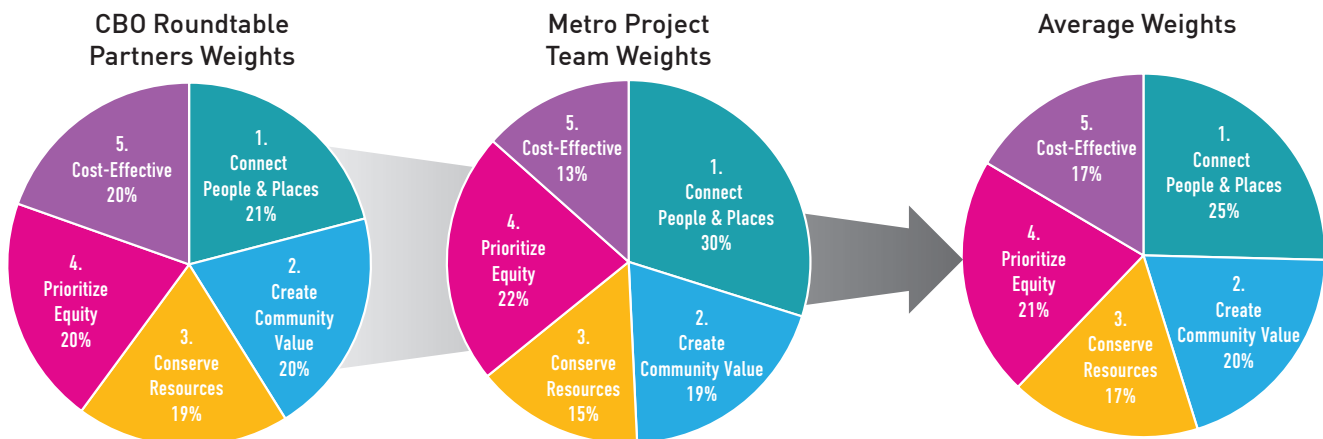 CBO Roundtable
Partners Weights
1.
Connect
People & Places
21%
2.
Create
Community
Value
20%
3.
Conserve
Resources
19%
4.
Prioritize
Equity
20%
5.
Cost-Effective
20%
Metro Project
Team Weights
1.
Connect
People & Places
30%
2.
Create
Community Value
19%
3.
Conserve
Resources
15%
4.
Prioritize
Equity
22%
5.
Cost-Effective
13%
Average Weights
1.
Connect
People & Places
25%
2.
Create
Community Value
20%
3.
Conserve
Resources
17%
4.
Prioritize
Equity
21%
5.
Cost-Effective
17%